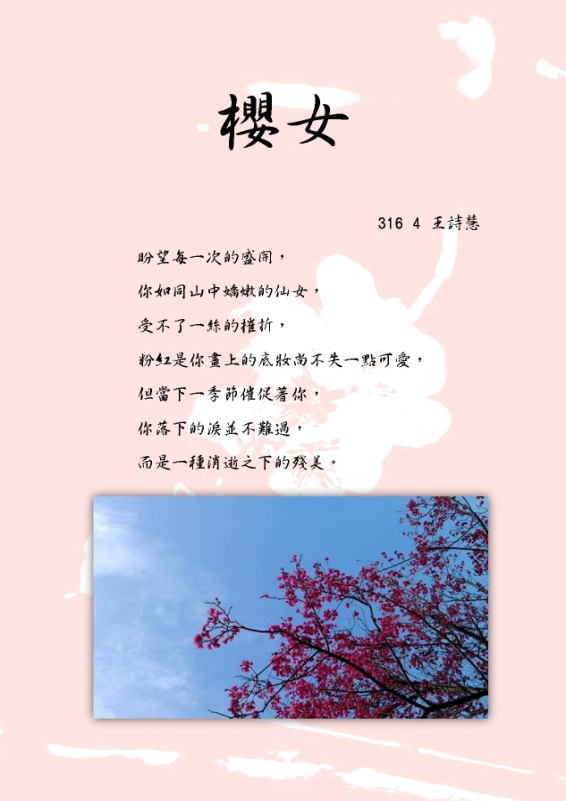 櫻女
316 4 王詩慧
盼望每一次的盛開，
你如同山中嬌嫩的仙女，
受不了一絲的摧折，
粉紅是你畫上的底妝尚不失一點可愛，
但當下一季節催促著你，
你落下的淚並不難過，
而是一種消逝之下的殘美。